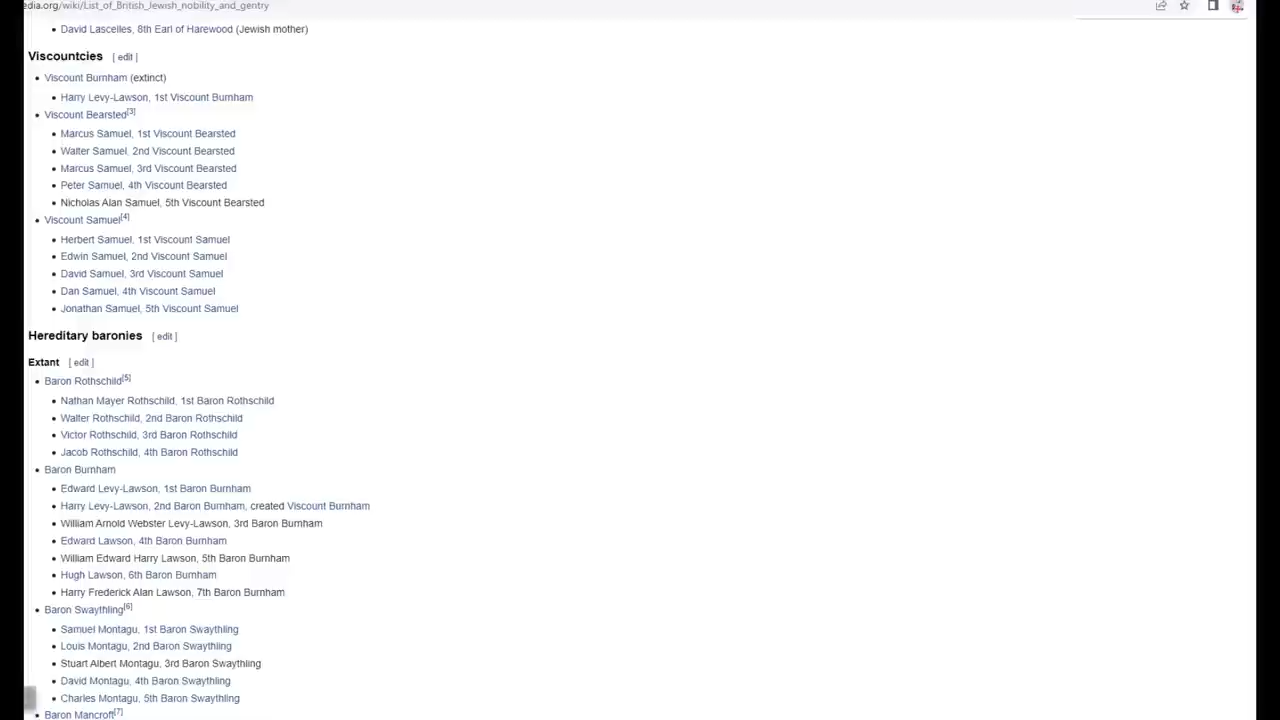 edia.org/wiki/List_of_British_Jewish_nobility_and_gentry
David Lascelles, 8th Earl of Harewood (Jewish mother)
Viscountcies [ edit ]
Viscount Burnham (extinct)
Harry Levy-Lawson, 1st Viscount Burnham
Viscount Bearsted[3]
Marcus Samuel, 1st Viscount Bearsted
Walter Samuel, 2nd Viscount Bearsted
Marcus Samuel, 3rd Viscount Bearsted
Peter Samuel, 4th Viscount Bearsted
Nicholas Alan Samuel, 5th Viscount Bearsted
Viscount Samuel[4]
Herbert Samuel, 1st Viscount Samuel
Edwin Samuel, 2nd Viscount Samuel
David Samuel, 3rd Viscount Samuel
Dan Samuel, 4th Viscount Samuel
Jonathan Samuel, 5th Viscount Samuel
Hereditary baronies [ edit ]
Extant [ edit ]
Baron Rothschild[5]
Nathan Mayer Rothschild, 1st Baron Rothschild
Walter Rothschild, 2nd Baron Rothschild
Victor Rothschild, 3rd Baron Rothschild
Jacob Rothschild, 4th Baron Rothschild
Baron Burnham
Edward Levy-Lawson, 1st Baron Burnham
Harry Levy-Lawson, 2nd Baron Burnham, created Viscount Burnham
William Arnold Webster Levy-Lawson, 3rd Baron Burnham
Edward Lawson, 4th Baron Burnham
William Edward Harry Lawson, 5th Baron Burnham
Hugh Lawson, 6th Baron Burnham
Harry Frederick Alan Lawson, 7th Baron Burnham
Baron Swaythling[6]
Samuel Montagu, 1st Baron Swaythling
Louis Montagu, 2nd Baron Swaythling
Stuart Albert Montagu, 3rd Baron Swaythling
David Montagu, 4th Baron Swaythling
Charles Montagu, 5th Baron Swaythling
Baron Mancroft[7]